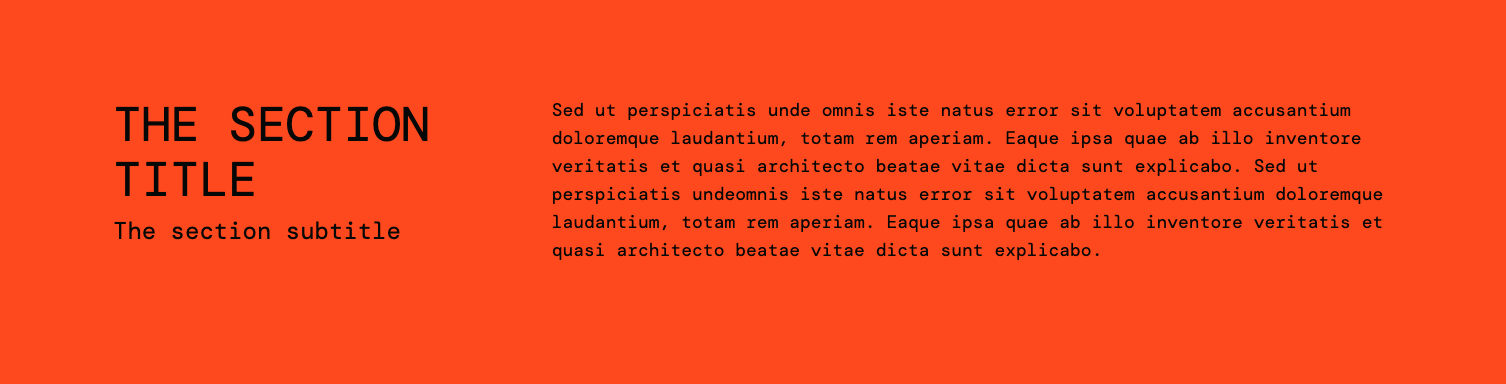 THE SECTION
TITLE
The section subtitle
Sed ut perspiciatis unde omnis iste natus error sit voluptatem accusantium
doloremque laudantium, totam rem aperiam. Eaque ipsa quae ab illo inventore
veritatis et quasi architecto beatae vitae dicta sunt explicabo. Sed ut
perspiciatis undeomnis iste natus error sit voluptatem accusantium doloremque
laudantium, totam rem aperiam. Eaque ipsa quae ab illo inventore veritatis et
quasi architecto beatae vitae dicta sunt explicabo.